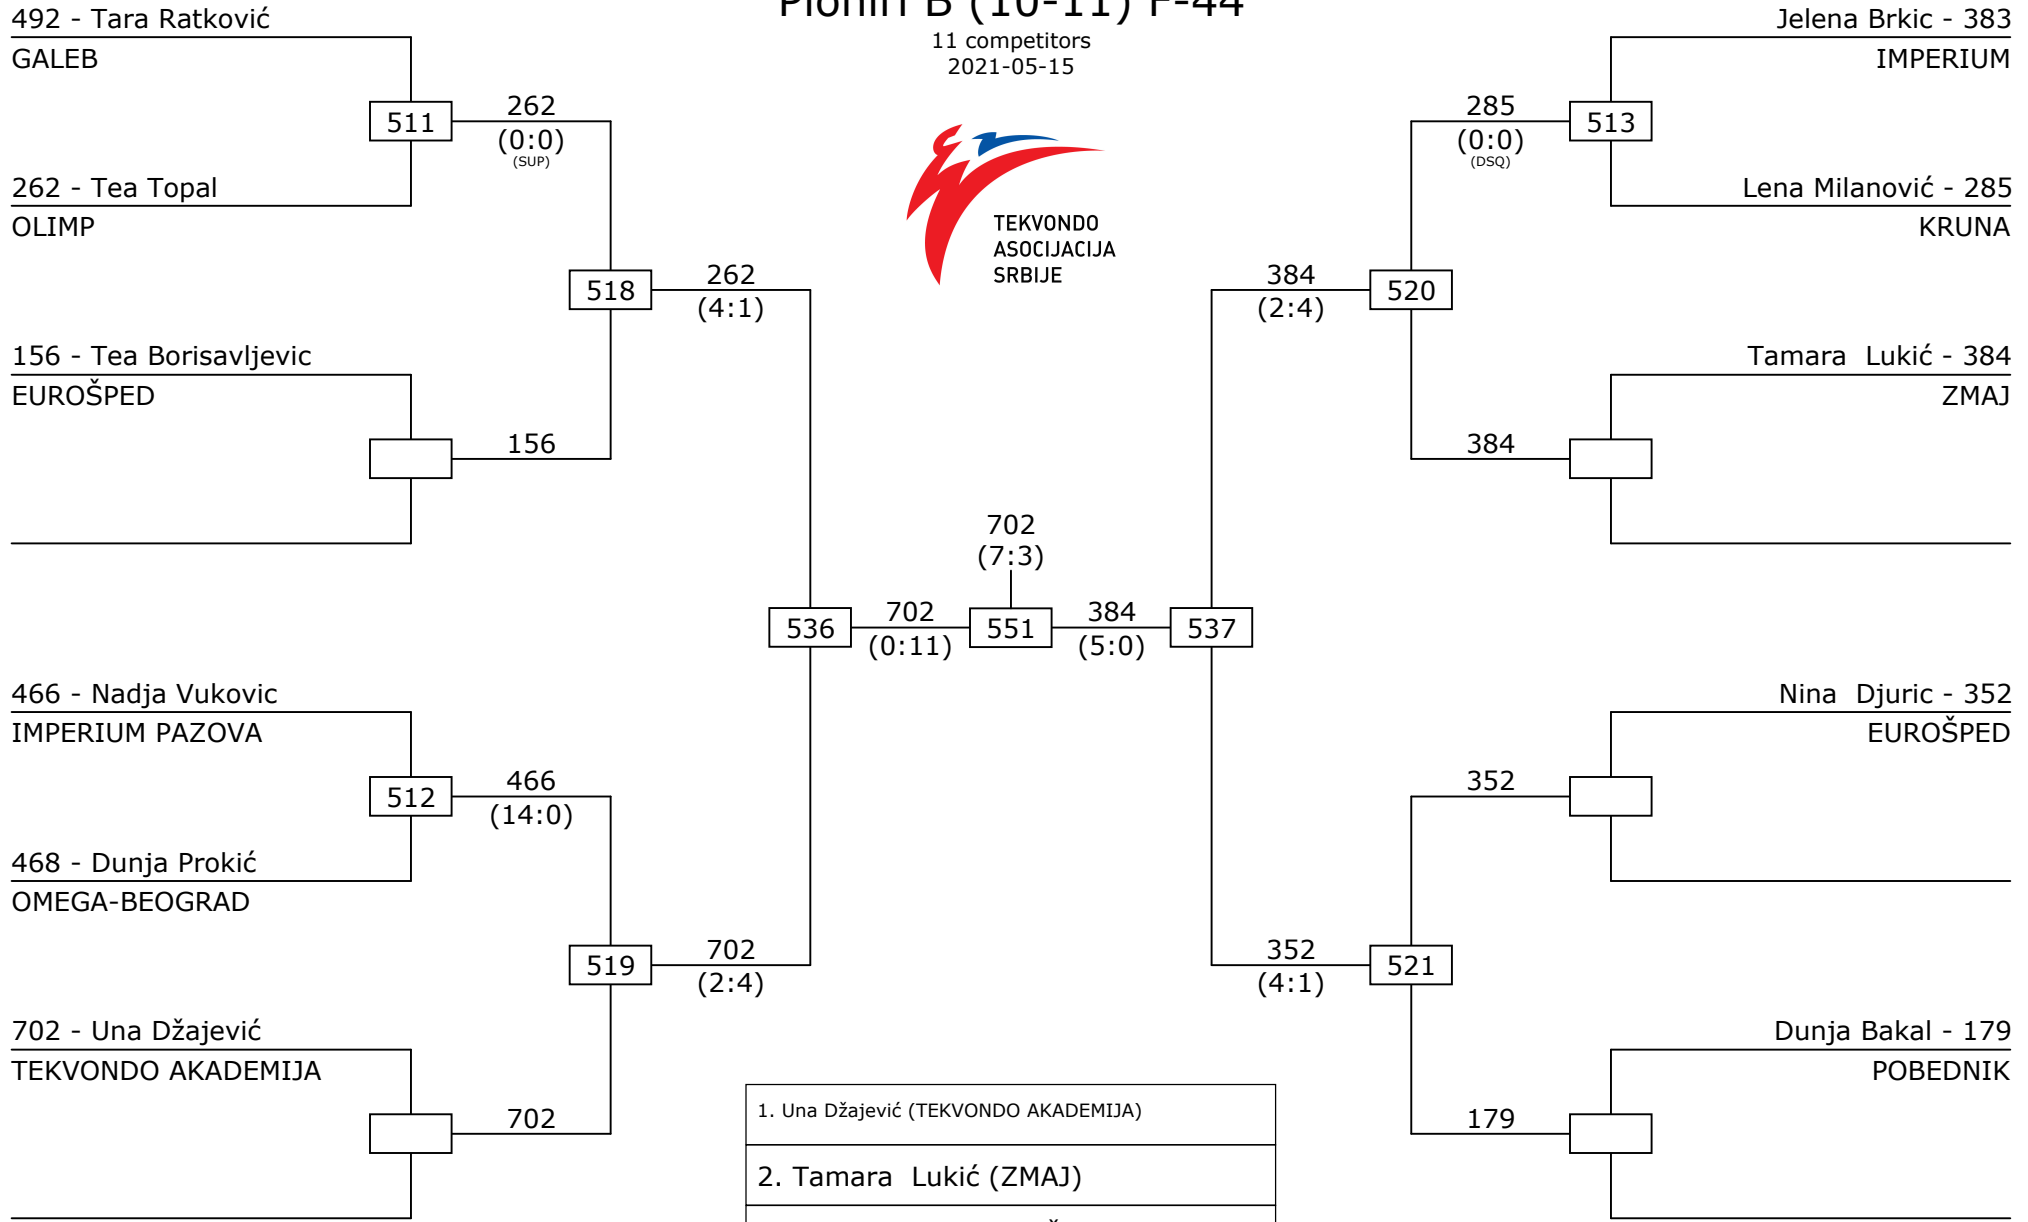 Pioniri B (10-11) F-44
11 competitors
2021-05-15
TEKVONDO
ASOCIJACIJA
SRBIJE
492 - Tara Ratković
GALEB
511
262
(0:0)
(SUP)
262 - Tea Topal
OLIMP
518
262
(4:1)
156 - Tea Borisavljevic
EUROŠPED
156
466 - Nadja Vukovic
IMPERIUM PAZOVA
512
466
(14:0)
468 - Dunja Prokić
OMEGA-BEOGRAD
519
702
(2:4)
702 - Una Džajević
TEKVONDO AKADEMIJA
702
536
702
(0:11)
702
(7:3)
551
384
(5:0)
537
Jelena Brkic - 383
IMPERIUM
285
(0:0)
(DSQ)
513
Lena Milanović - 285
KRUNA
384
(2:4)
520
Tamara  Lukić - 384
ZMAJ
384
Nina  Djuric - 352
EUROŠPED
352
352
(4:1)
521
Dunja Bakal - 179
POBEDNIK
179
1. Una Džajević (TEKVONDO AKADEMIJA)
2. Tamara  Lukić (ZMAJ)